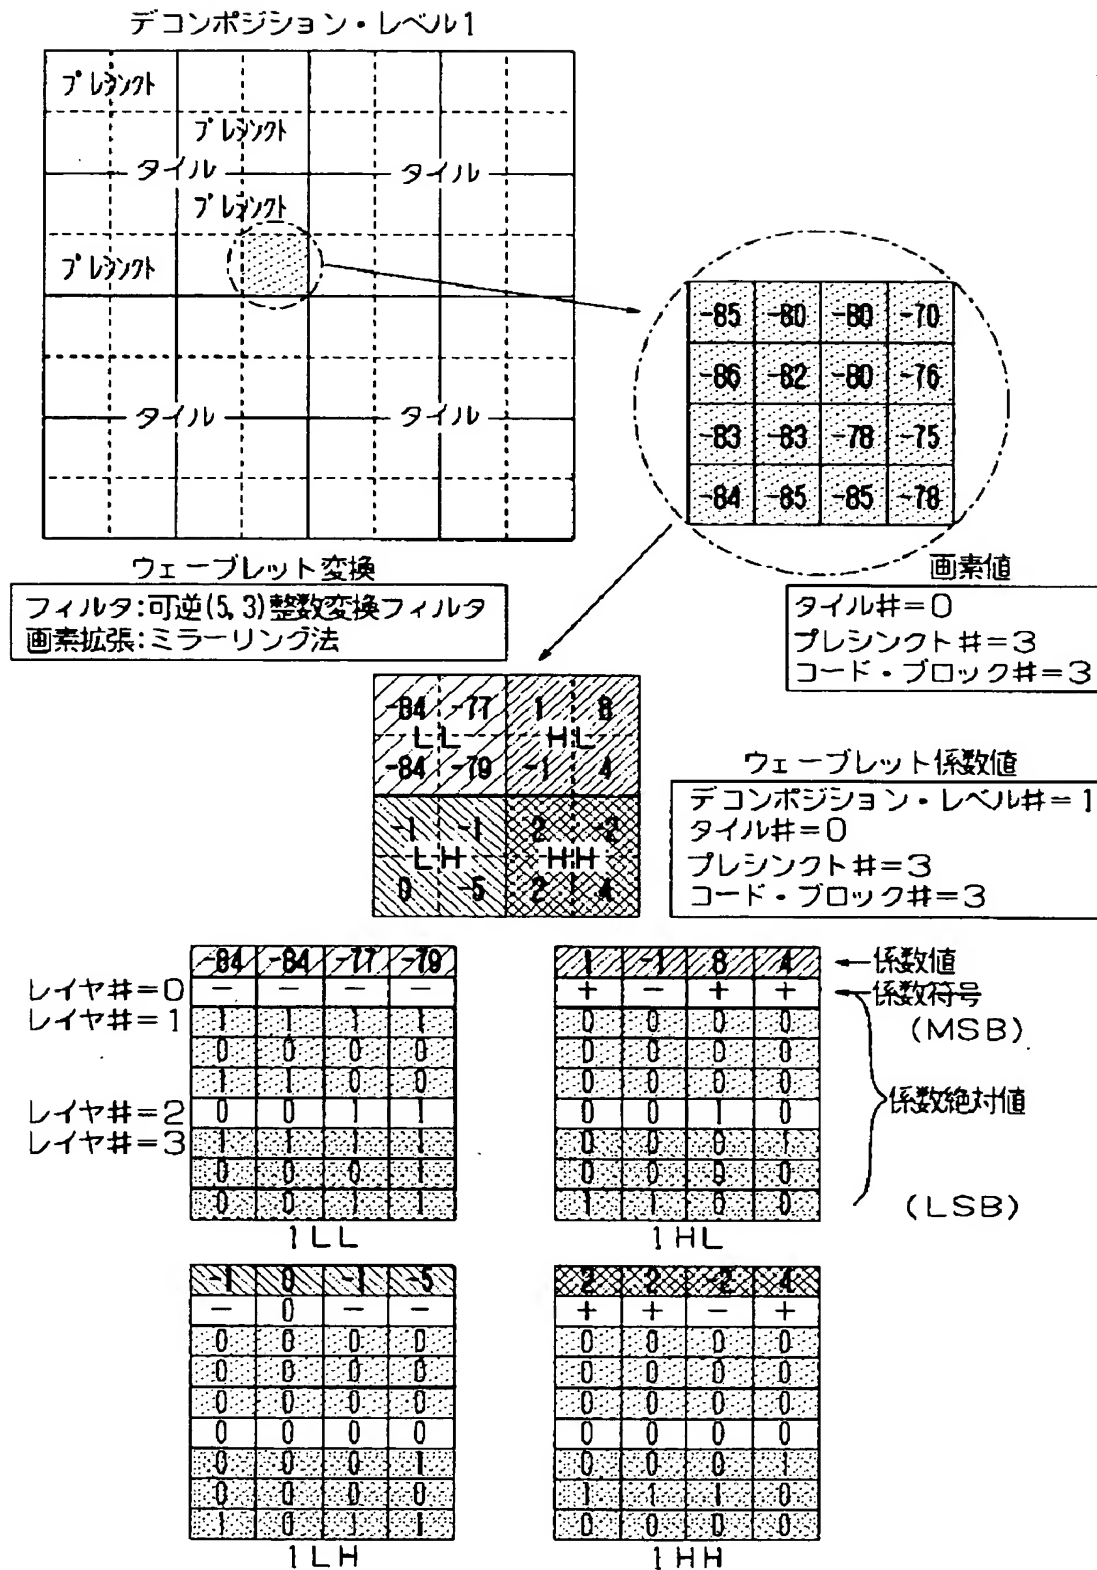 デコンポジション・レベル1
プレシンクト
プレシンクト
タイル タイル
プレシンクト
プレシンクト
タイル タイル
-85 -80 -80 -70
-86 -82 -80 -76
-83 -83 -78 -75
-84 -85 -85 -78
画素値
タイル#=0
プレシンクト#=3
コード・ブロック#=3
ウェーブレット変換
フィルタ:可逆(5,3)整数変換フィルタ
画素拡張:ミラーリング法
-84 -77 1 8
LL HL
-84 -79 -1 4
-1 -1 2 -2
LH HH
0 -5 2 4
ウェーブレット係数値
デコンポジション・レベル#=1
タイル#=0
プレシンクト#=3
コード・ブロック#=3
-84 -84 -77 -79
レイヤ#=0 - - - -
レイヤ#=1 1 1 1 1
0 0 0 0
1 1 0 0
レイヤ#=2 0 0 1 1
レイヤ#=3 1 1 1 1
0 0 0 1
0 0 1 1
1LL
1 -1 8 4 係数値
+ - + + 係数符号
0 0 0 0 (MSB)
0 0 0 0
0 0 0 0
0 0 1 0 係数絶対値
0 0 0 1
0 0 0 0
1 1 0 0 (LSB)
1HL
-1 0 -1 -5
- 0 - -
0 0 0 0
0 0 0 0
0 0 0 0
0 0 0 0
0 0 0 1
0 0 0 0
1 0 1 1
1LH
2 2 -2 4
+ + - +
0 0 0 0
0 0 0 0
0 0 0 0
0 0 0 0
0 0 0 1
1 1 1 0
0 0 0 0
1HH